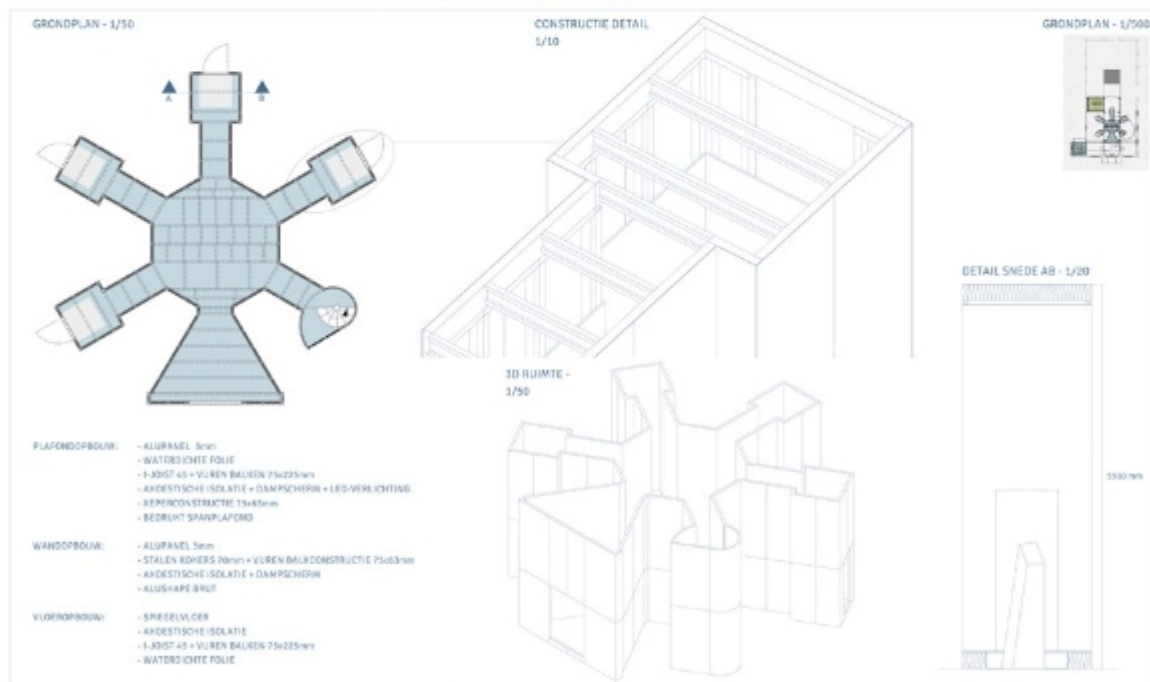 GRONDPLAN - 1/50
CONSTRUCTIE DETAIL
1/10
GRONDPLAN - 1/500
A
B
DETAIL SNEDE AB - 1/20
3D RUIMTE -
1/50
PLAFONDOPBOUW: - ALUPANEL 3mm
- WATERDICHTE FOLIE
- I-JOIST 45 + VUREN BALKEN 75x225mm
- AKOESTISCHE ISOLATIE + DAMPSCHERM + LED-VERLICHTING
- KEPERCONSTRUCTIE 75x63mm
- BEDRUKT SPANPLAFOND
WANDOPBOUW: - ALUPANEL 3mm
- STALEN KOKERS 70mm + VUREN BALKCONSTRUCTIE 75x63mm
- AKOESTISCHE ISOLATIE + DAMPSCHERM
- ALUSHAPE BRUT
VLOEROPBOUW: - SPIEGELVLOER
- AKOESTISCHE ISOLATIE
- I-JOIST 45 + VUREN BALKEN 75x225mm
- WATERDICHTE FOLIE
mm